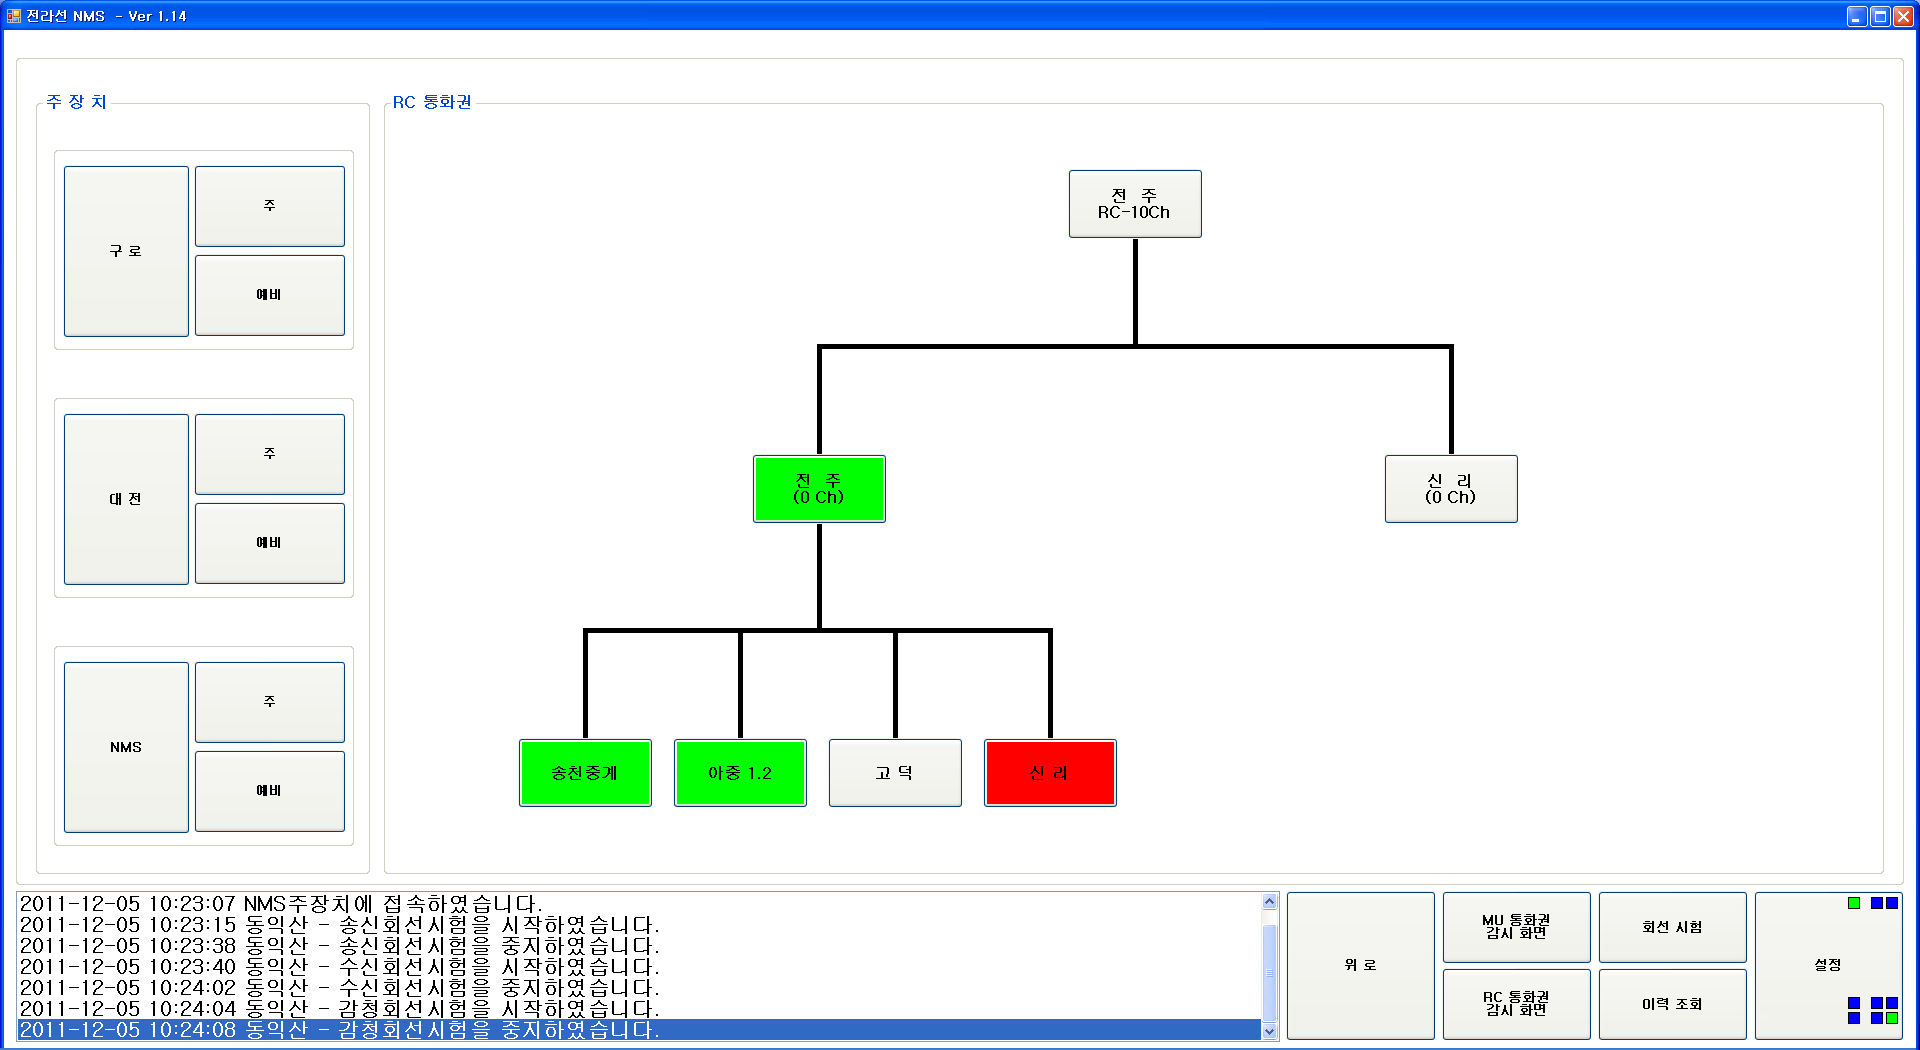 전라선 NMS - Ver 1.14
주 장 치
구 로
주
예비
대 전
주
예비
NMS
주
예비
RC 통화권
전 주
RC-10Ch
전 주
(0 Ch)
신 리
(0 Ch)
송천중계
아중 1.2
고 덕
신 리
2011-12-05 10:23:07 NMS주장치에 접속하였습니다.
2011-12-05 10:23:15 동익산 - 송신회선시험을 시작하였습니다.
2011-12-05 10:23:38 동익산 - 송신회선시험을 중지하였습니다.
2011-12-05 10:23:40 동익산 - 수신회선시험을 시작하였습니다.
2011-12-05 10:24:02 동익산 - 수신회선시험을 중지하였습니다.
2011-12-05 10:24:04 동익산 - 감청회선시험을 시작하였습니다.
2011-12-05 10:24:08 동익산 - 감청회선시험을 중지하였습니다.
위 로
MU 통화권
감시 화면
RC 통화권
감시 화면
회선 시험
이력 조회
설정